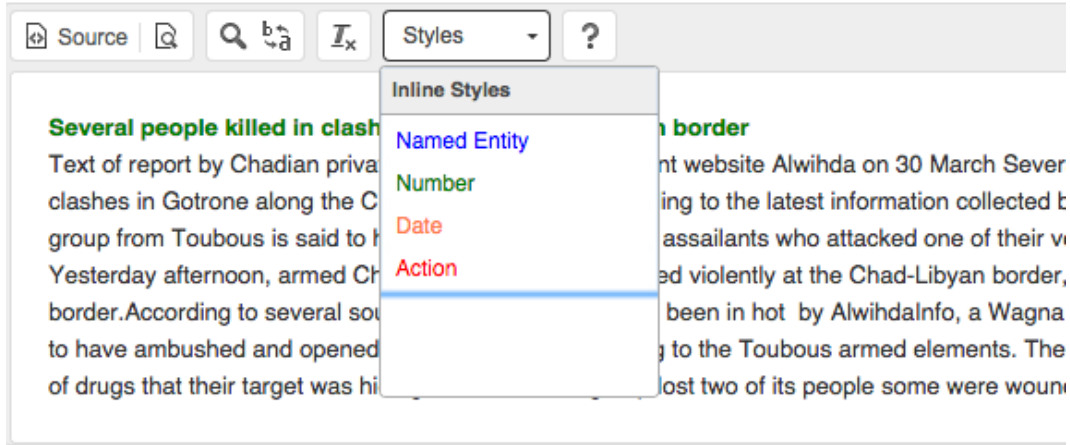 Source Styles ?
Inline Styles
Named Entity
Number
Date
Action
Several people killed in clash border
Text of report by Chadian priva nt website Alwihda on 30 March Sever
clashes in Gotrone along the C ing to the latest information collected b
group from Toubous is said to h assailants who attacked one of their v
Yesterday afternoon, armed Ch ed violently at the Chad-Libyan border,
border.According to several sou been in hot by AlwihdaInfo, a Wagna
to have ambushed and opened g to the Toubous armed elements. The
of drugs that their target was hi lost two of its people some were woun